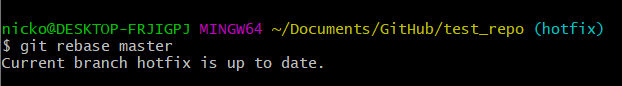 nicko@DESKTOP-FRJIGPJ MINGW64 ~/Documents/GitHub/test_repo (hotfix)
$ git rebase master
Current branch hotfix is up to date.